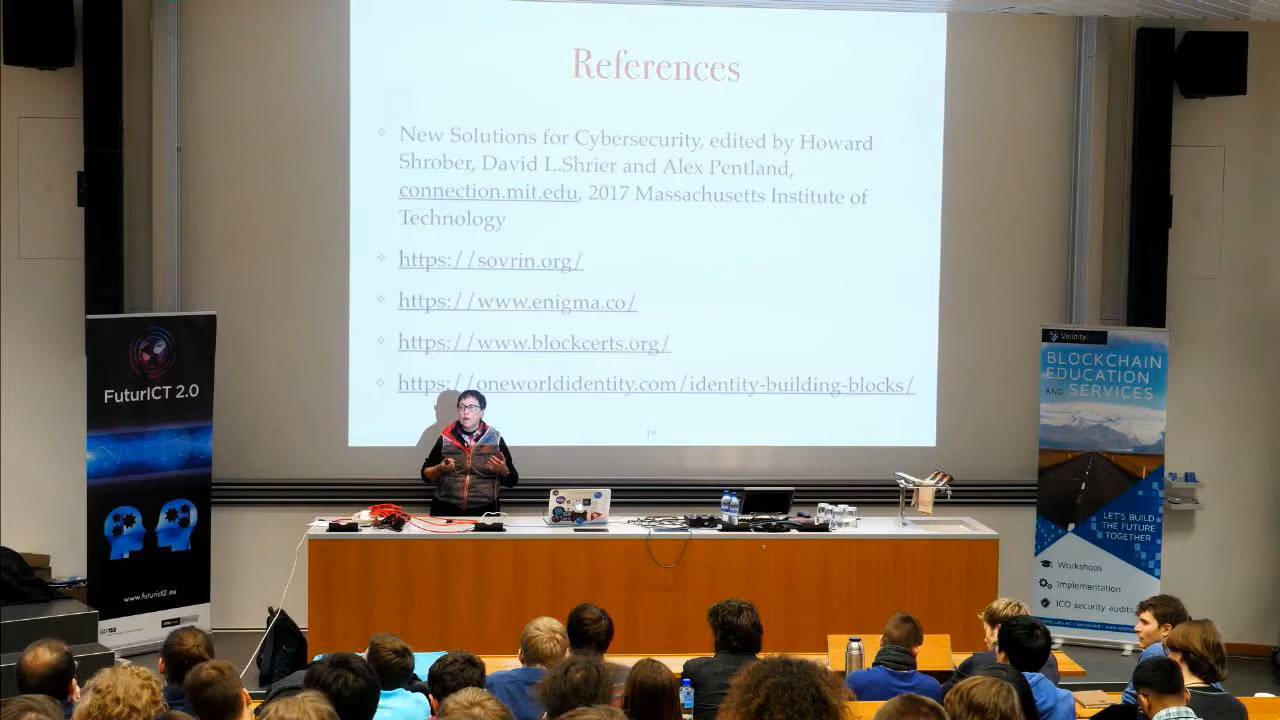 References
New Solutions for Cybersecurity, edited by Howard
Shrober, David L.Shrier and Alex Pentland,
connection.mit.edu, 2017 Massachusetts Institute of
Technology
https://sovrin.org/
https://www.enigma.co/
https://www.blockcerts.org/
https://oneworldidentity.com/identity-building-blocks/
19
FuturICT 2.0
www.futurict2.eu
Validity
BLOCKCHAIN
EDUCATION
AND SERVICES
LET'S BUILD
THE FUTURE
TOGETHER
Workshops
Implementation
ICO security audits